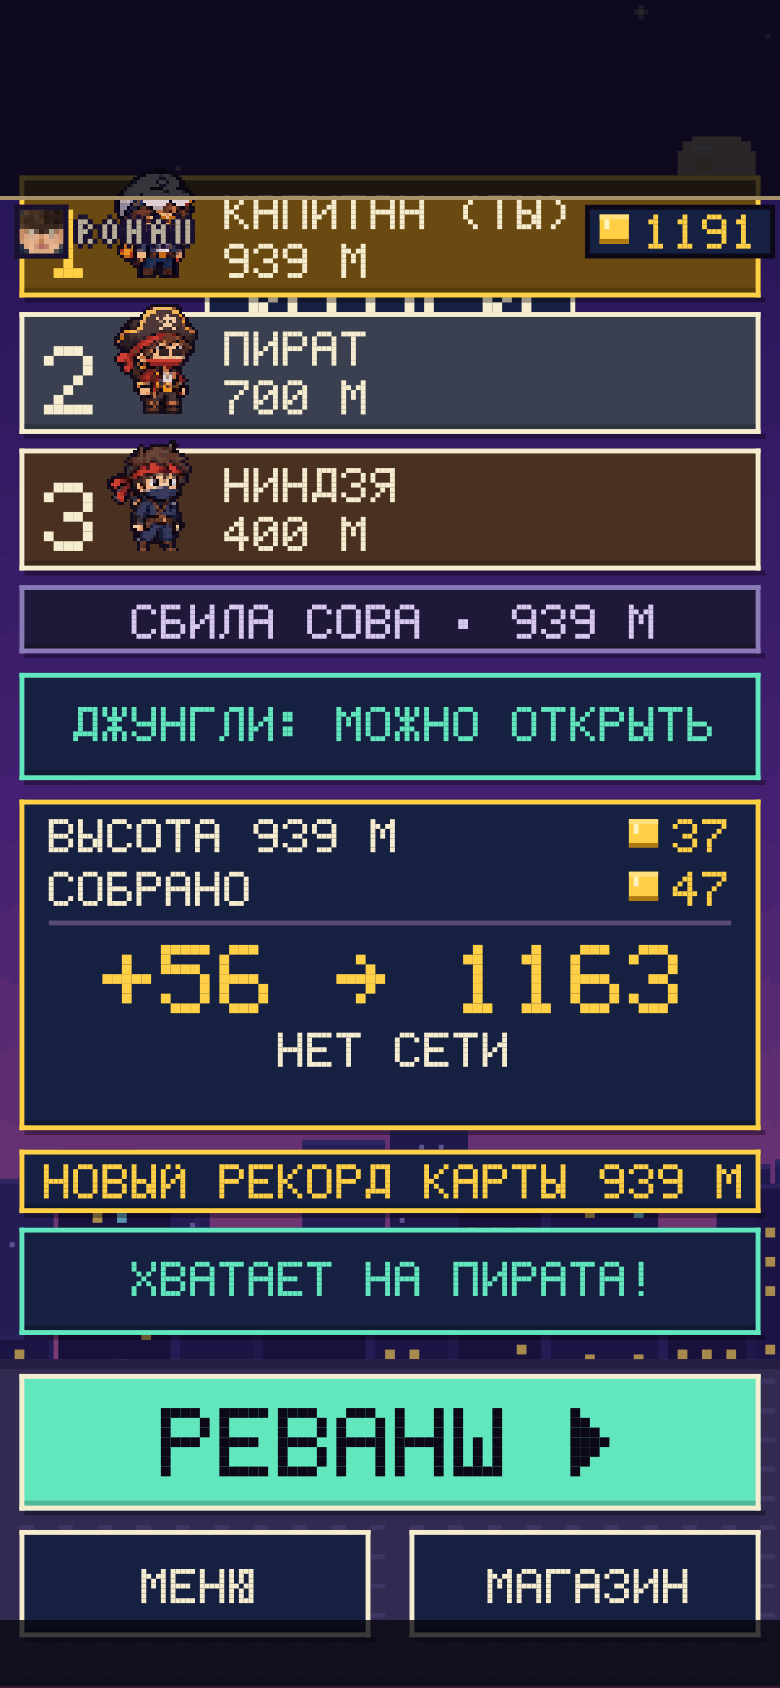 КАПИТАН (ТЫ)
1191
1
939 М
2
ПИРАТ
700 М
3
НИНДЗЯ
400 М
СБИЛА СОВА · 939 М
ДЖУНГЛИ: МОЖНО ОТКРЫТЬ
ВЫСОТА 939 М 37
СОБРАНО 47
+56 → 1163
НЕТ СЕТИ
НОВЫЙ РЕКОРД КАРТЫ 939 М
ХВАТАЕТ НА ПИРАТА!
РЕВАНШ ▶
МЕНЮ
МАГАЗИН